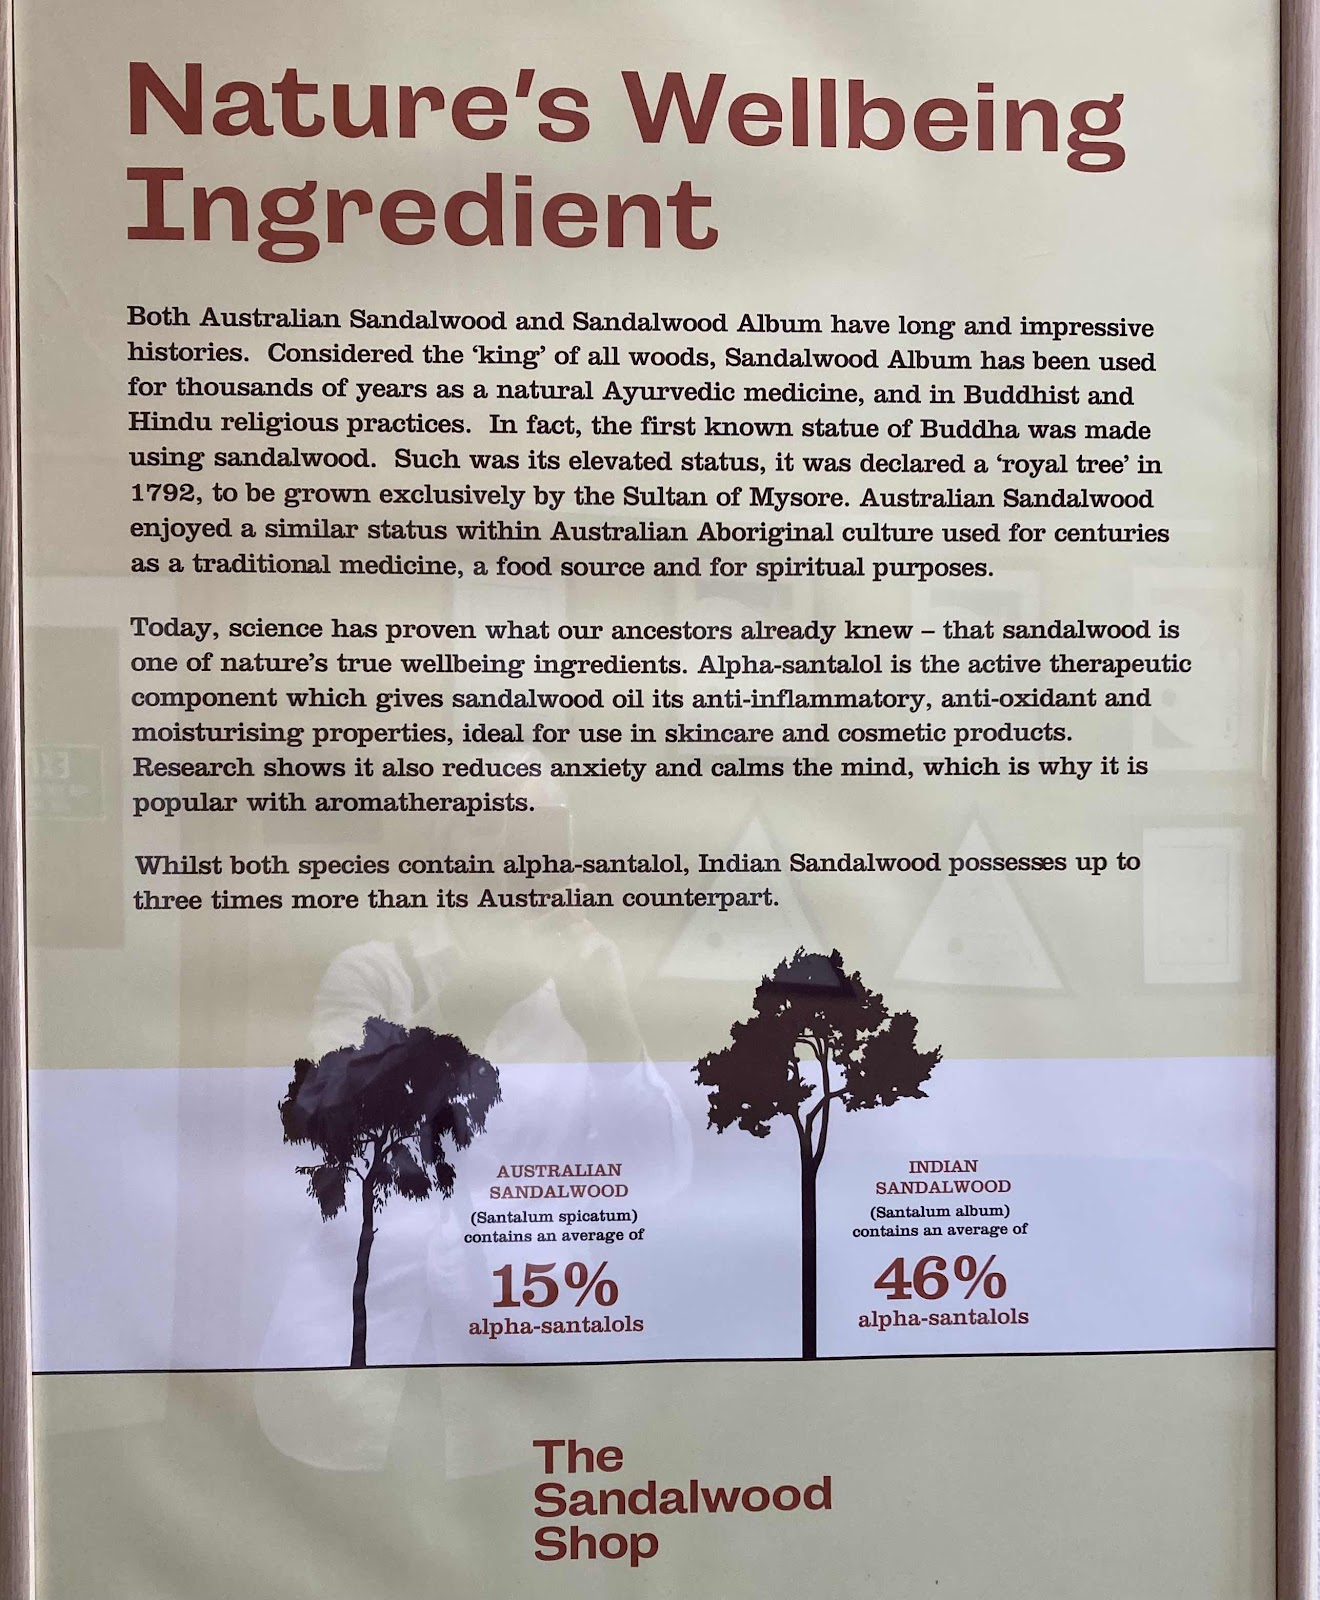 Nature's Wellbeing
Ingredient
Both Australian Sandalwood and Sandalwood Album have long and impressive
histories.  Considered the ‘king’ of all woods, Sandalwood Album has been used
for thousands of years as a natural Ayurvedic medicine, and in Buddhist and
Hindu religious practices.  In fact, the first known statue of Buddha was made
using sandalwood.  Such was its elevated status, it was declared a ‘royal tree’ in
1792, to be grown exclusively by the Sultan of Mysore. Australian Sandalwood
enjoyed a similar status within Australian Aboriginal culture used for centuries
as a traditional medicine, a food source and for spiritual purposes.
Today, science has proven what our ancestors already knew – that sandalwood is
one of nature’s true wellbeing ingredients. Alpha-santalol is the active therapeutic
component which gives sandalwood oil its anti-inflammatory, anti-oxidant and
moisturising properties, ideal for use in skincare and cosmetic products.
Research shows it also reduces anxiety and calms the mind, which is why it is
popular with aromatherapists.
Whilst both species contain alpha-santalol, Indian Sandalwood possesses up to
three times more than its Australian counterpart.
AUSTRALIAN
SANDALWOOD
(Santalum spicatum)
contains an average of
15%
alpha-santalols
INDIAN
SANDALWOOD
(Santalum album)
contains an average of
46%
alpha-santalols
The
Sandalwood
Shop